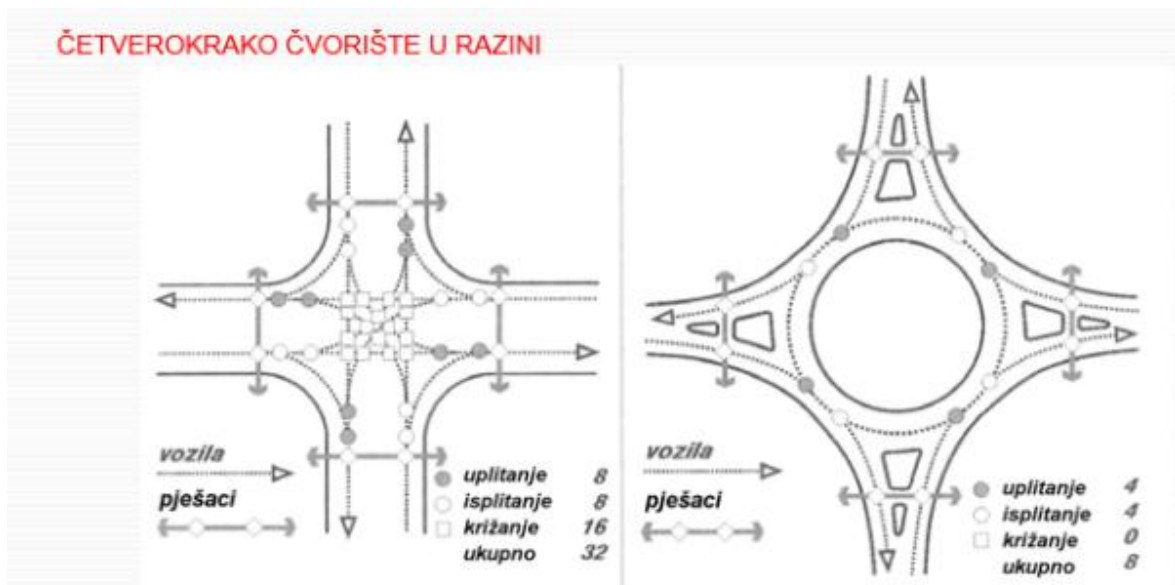 ČETVEROKRAKO ČVORIŠTE U RAZINI
vozila
pješaci
uplitanje 8
isplitanje 8
križanje 16
ukupno 32
vozila
pješaci
uplitanje 4
isplitanje 4
križanje 0
ukupno 8